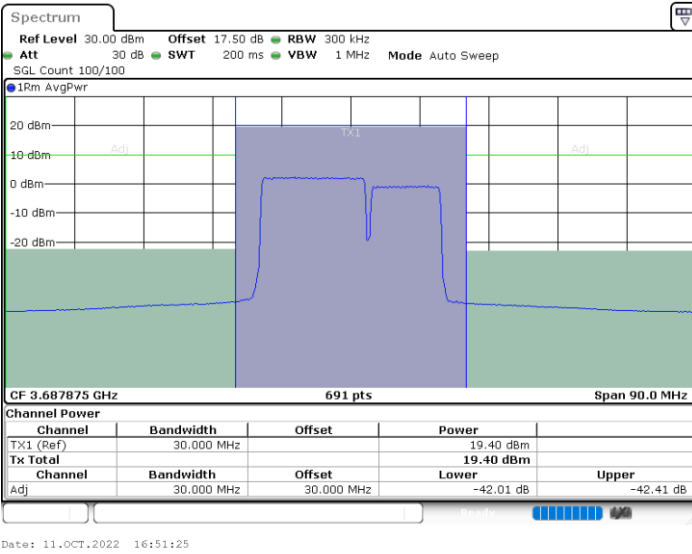 Spectrum
Ref Level 30.00 dBm Offset 17.50 dB RBW 300 kHz
Att 30 dB SWT 200 ms VBW 1 MHz Mode Auto Sweep
SGL Count 100/100
1Rm AvgPwr
20 dBm
TX1
Adj Adj
10 dBm
0 dBm
-10 dBm
-20 dBm
CF 3.687875 GHz 691 pts Span 90.0 MHz
Channel Power
Channel Bandwidth Offset Power
TX1 (Ref) 30.000 MHz 19.40 dBm
Tx Total 19.40 dBm
Channel Bandwidth Offset Lower Upper
Adj 30.000 MHz 30.000 MHz -42.01 dB -42.41 dB
Ready
Date: 11.OCT.2022 16:51:25